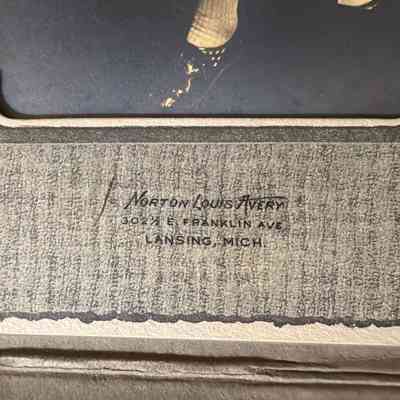 Norton Louis Avery
302½ E. FRANKLIN AVE.
LANSING, MICH.